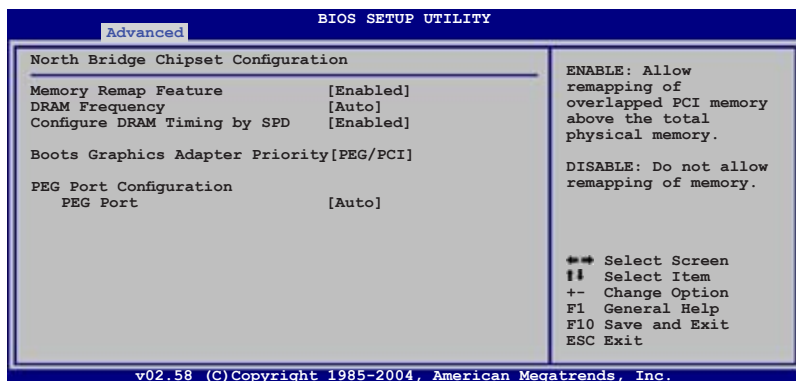 BIOS SETUP UTILITY
Advanced
North Bridge Chipset Configuration
Memory Remap Feature [Enabled]
DRAM Frequency [Auto]
Configure DRAM Timing by SPD [Enabled]
Boots Graphics Adapter Priority[PEG/PCI]
PEG Port Configuration
PEG Port [Auto]
ENABLE: Allow
remapping of
overlapped PCI memory
above the total
physical memory.
DISABLE: Do not allow
remapping of memory.
Select Screen
Select Item
+- Change Option
F1 General Help
F10 Save and Exit
ESC Exit
v02.58 (C)Copyright 1985-2004, American Megatrends, Inc.